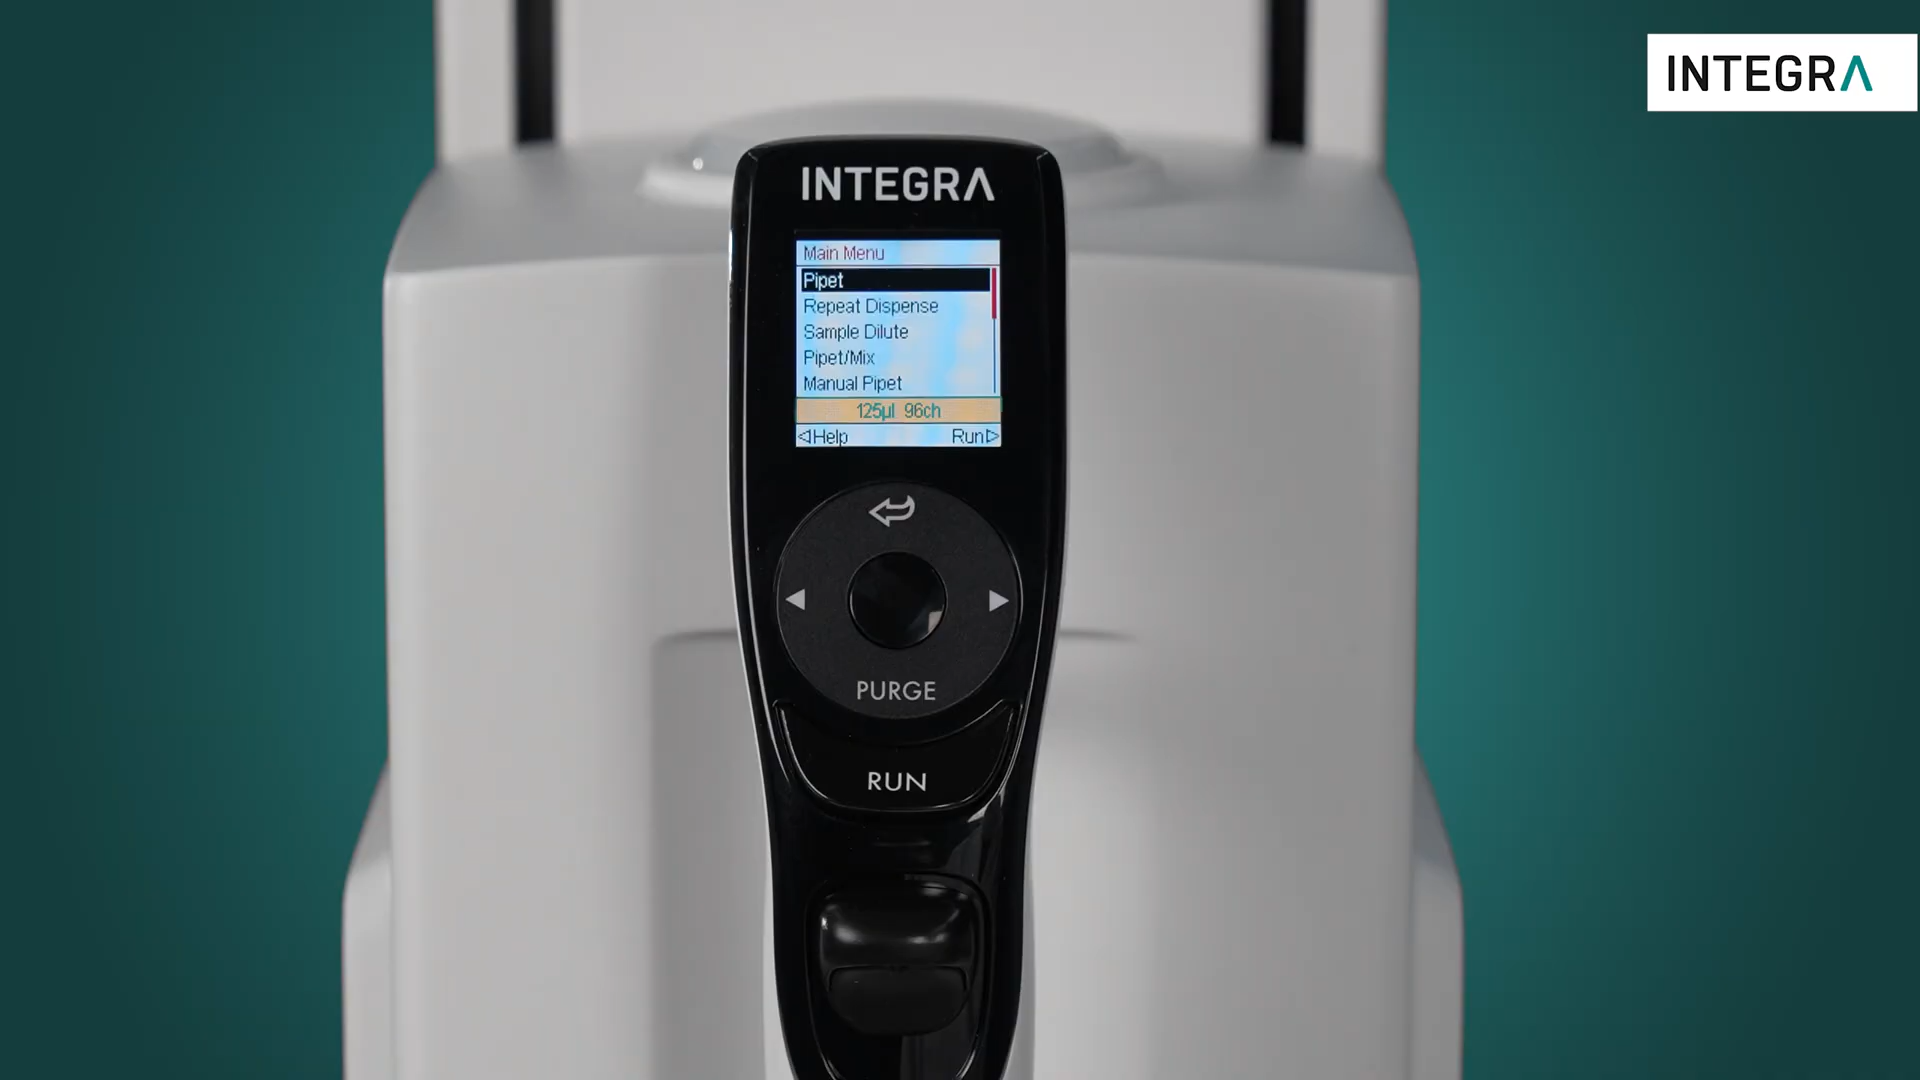 INTEGRA
INTEGRA
Main Menu
Pipet
Repeat Dispense
Sample Dilute
Pipet/Mix
Manual Pipet
125µl 96ch
Help Run
PURGE
RUN